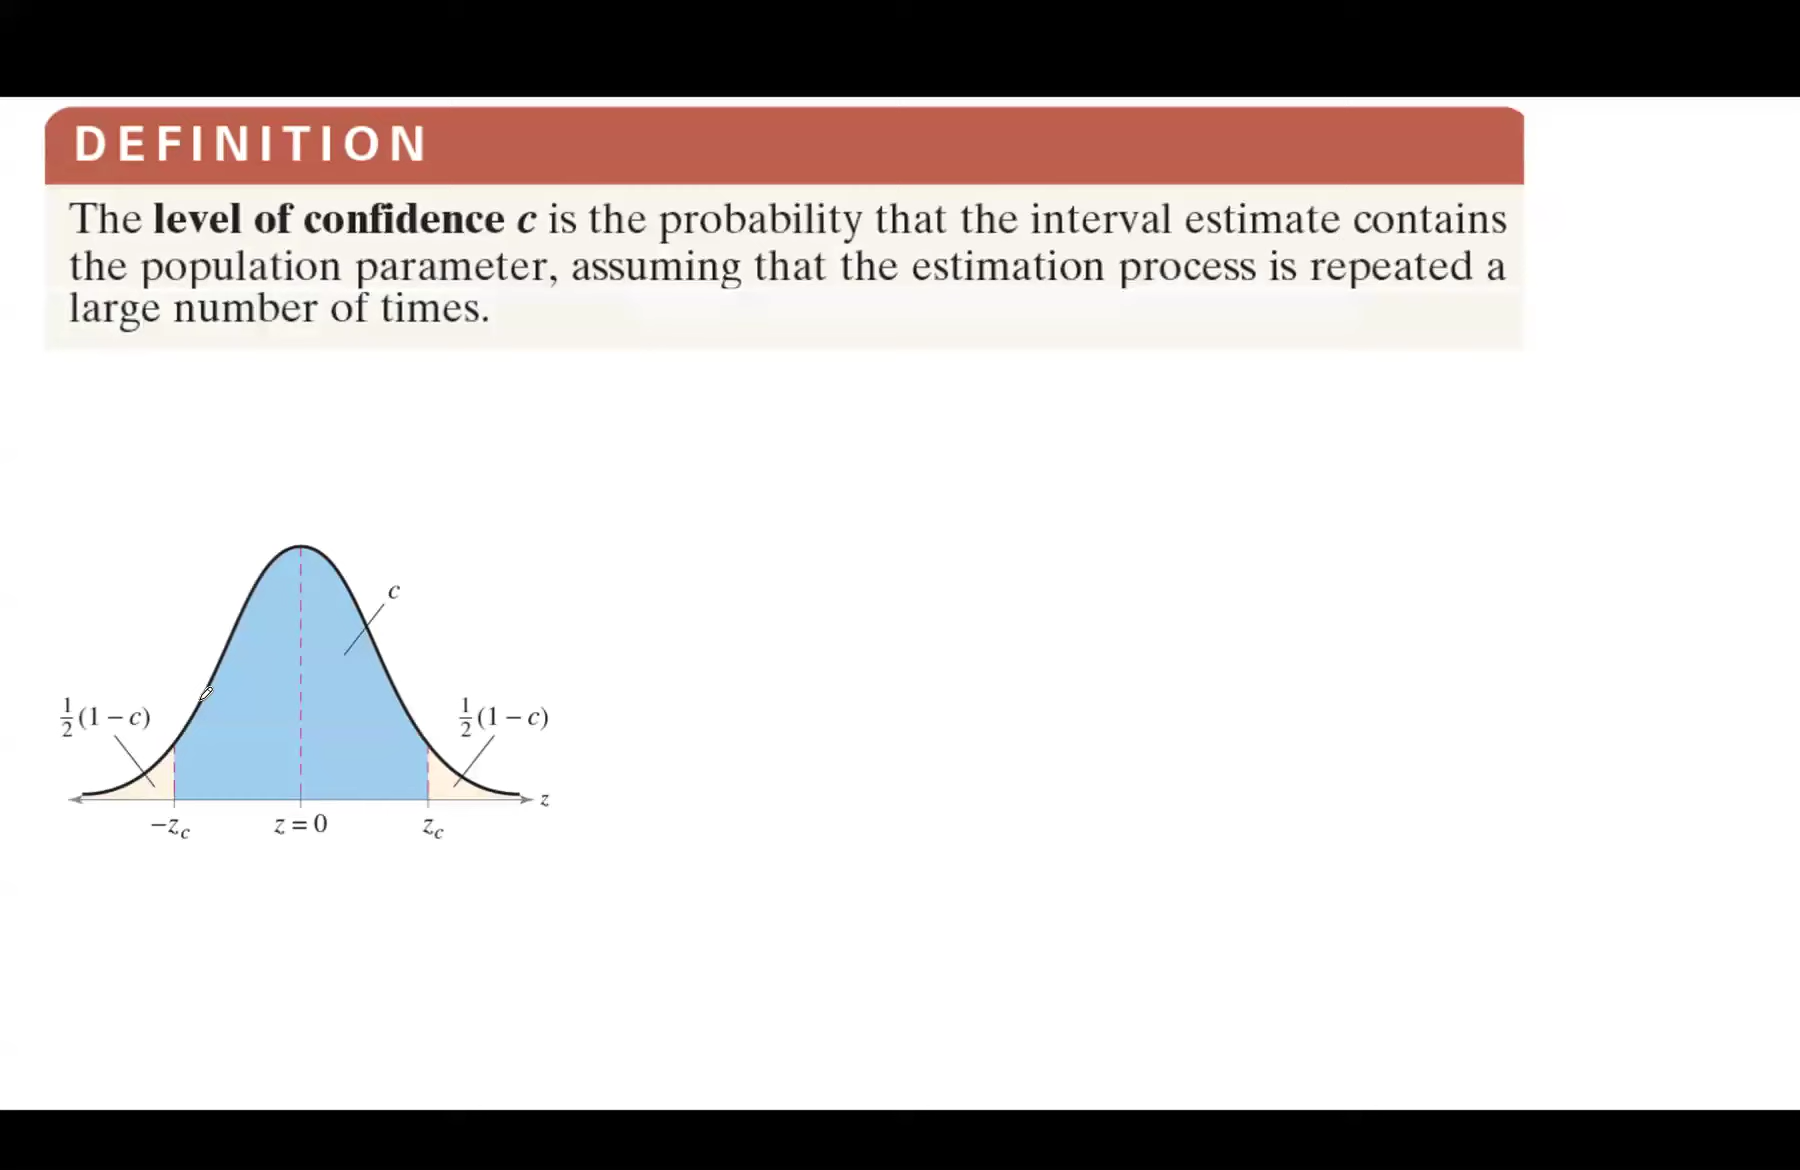 DEFINITION
The level of confidence c is the probability that the interval estimate contains
the population parameter, assuming that the estimation process is repeated a
large number of times.
c
½(1 − c) ½(1 − c)
z
−z_c z = 0 z_c